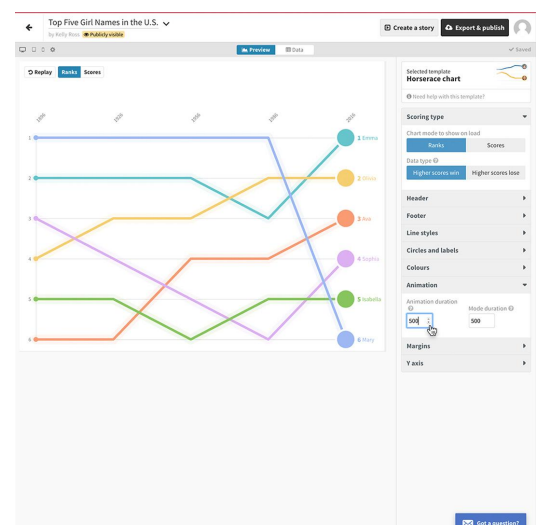 Top Five Girl Names in the U.S.
by Kelly Ross Publicly visible
Create a story
Export & publish
Preview
Data
Saved
Replay
Ranks
Scores
2016
1
2
3
4
5
6
1 Emma
2 Olivia
3 Ava
4 Sophia
5 Isabella
6 Mary
Selected template
Horserace chart
Need help with this template?
Scoring type
Chart mode to show on load
Ranks
Scores
Data type
Higher scores win
Higher scores lose
Header
Footer
Line styles
Circles and labels
Colours
Animation
Animation duration
Mode duration
500
500
Margins
Y axis
Got a question?